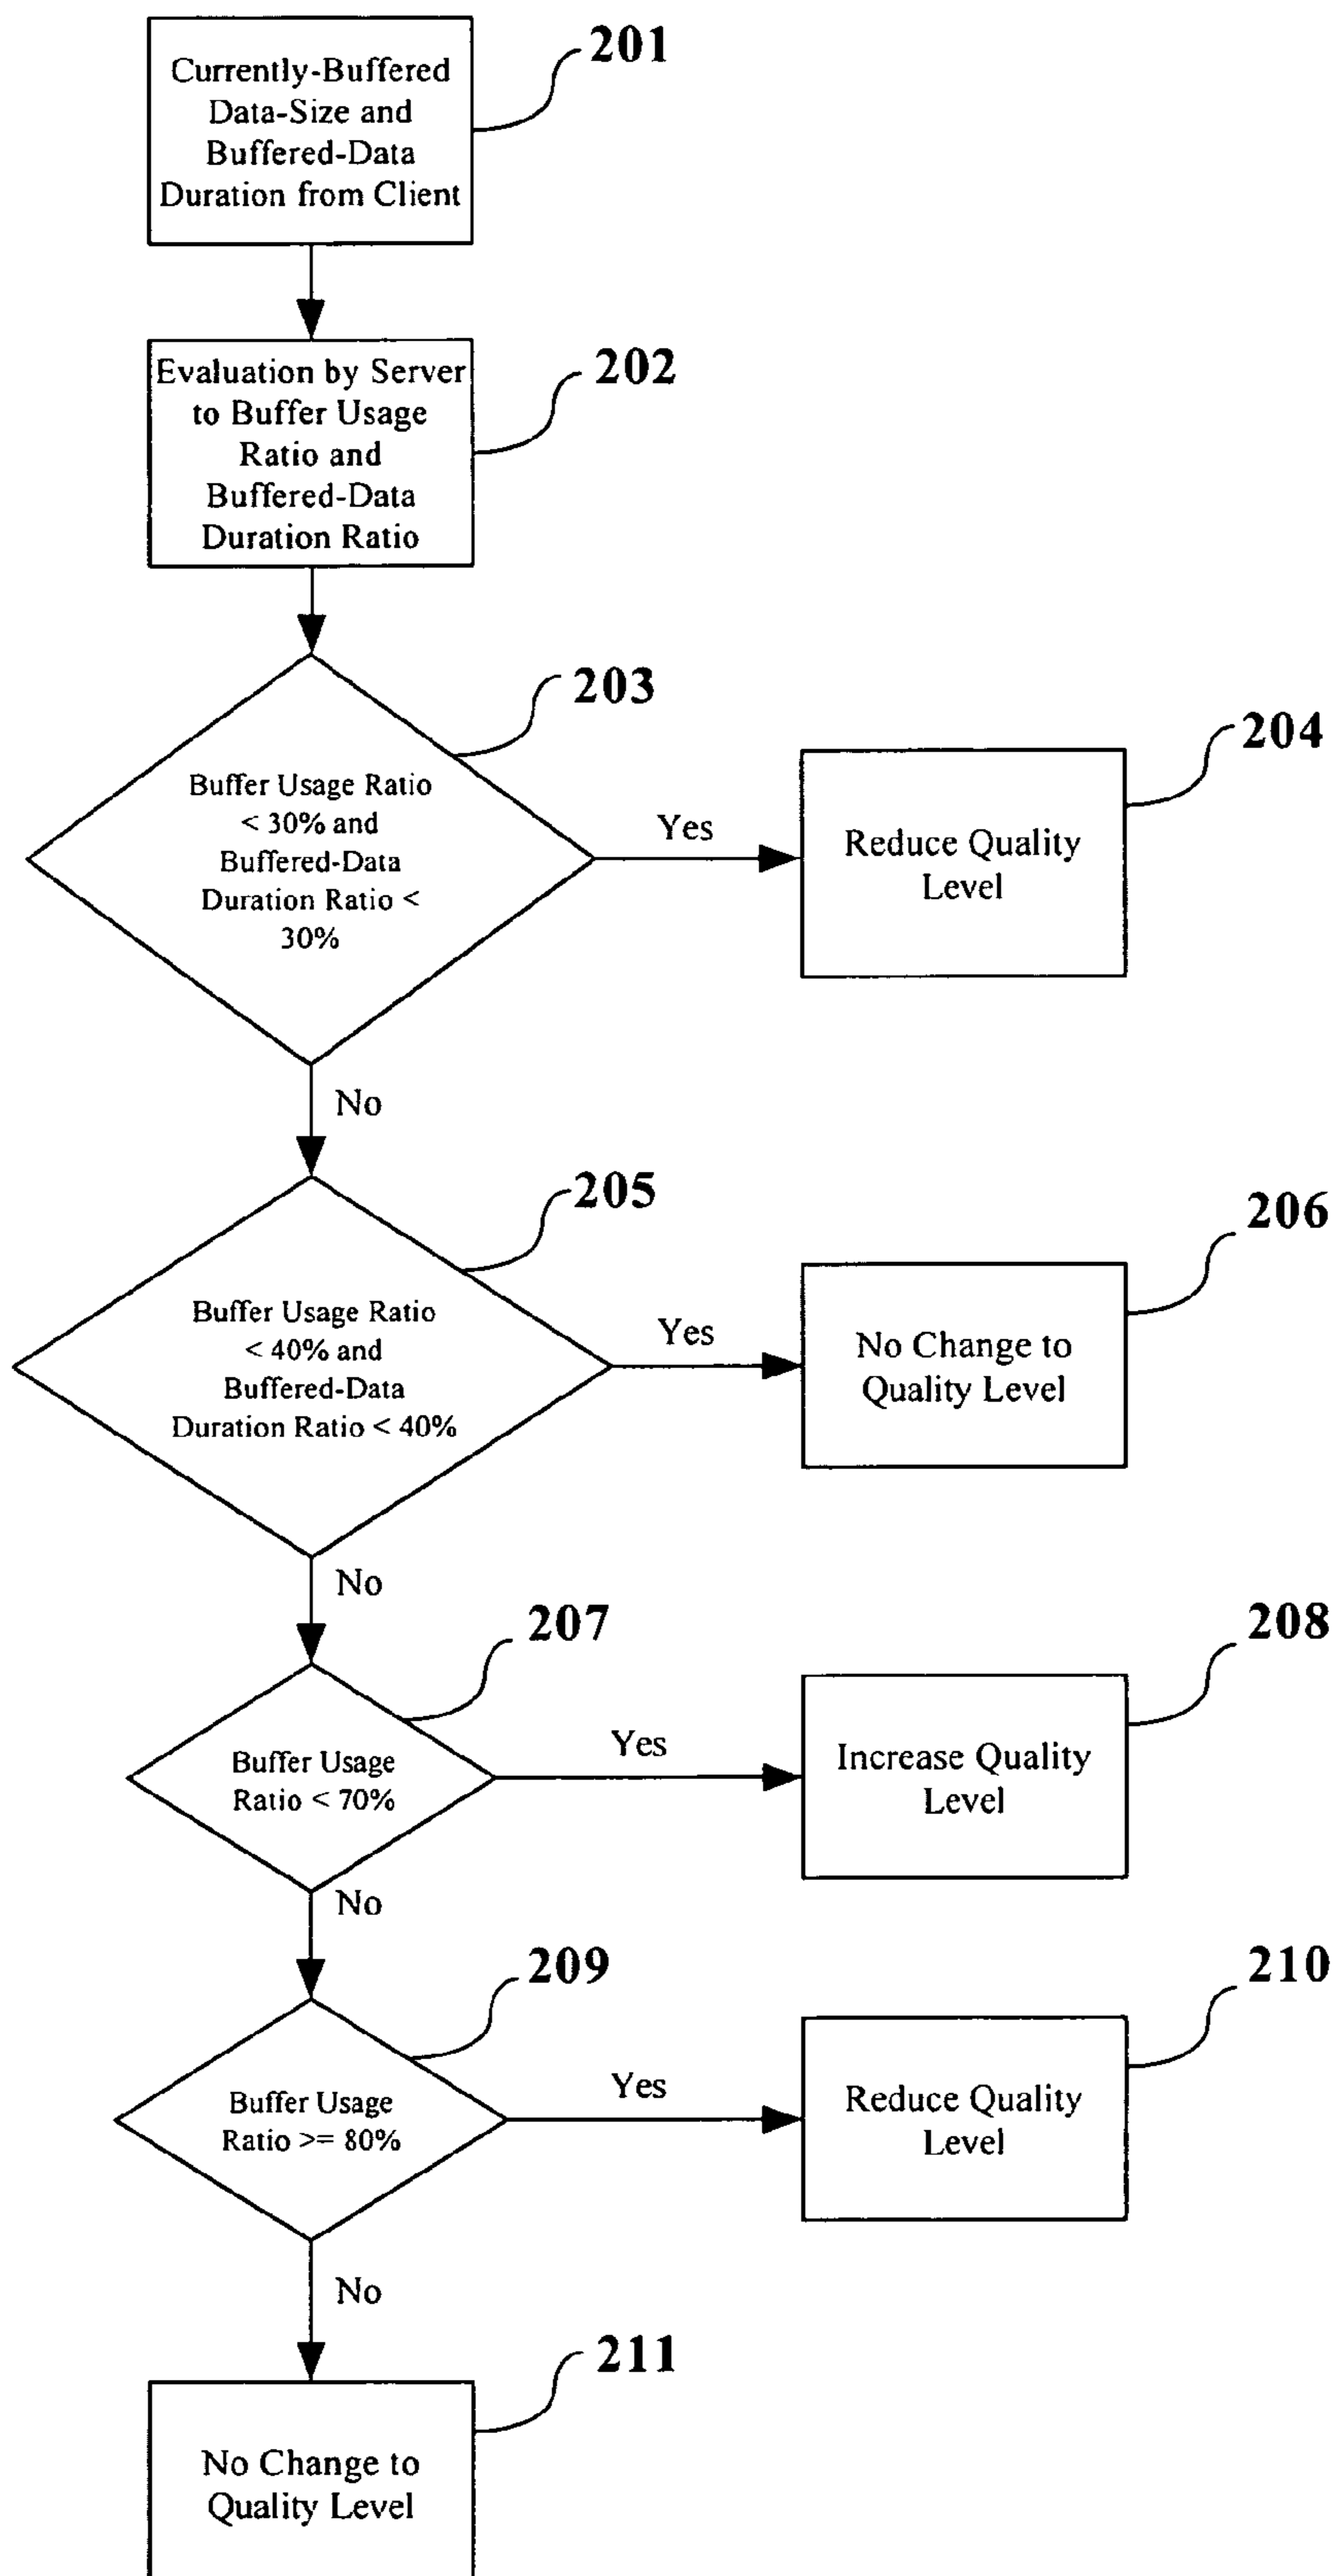 Currently-Buffered
Data-Size and
Buffered-Data
Duration from Client
201
Evaluation by Server
to Buffer Usage
Ratio and
Buffered-Data
Duration Ratio
202
Buffer Usage Ratio
< 30% and
Buffered-Data
Duration Ratio <
30%
203
Yes
Reduce Quality
Level
204
No
Buffer Usage Ratio
< 40% and
Buffered-Data
Duration Ratio < 40%
205
Yes
No Change to
Quality Level
206
No
Buffer Usage
Ratio < 70%
207
Yes
Increase Quality
Level
208
No
Buffer Usage
Ratio >= 80%
209
Yes
Reduce Quality
Level
210
No
No Change to
Quality Level
211